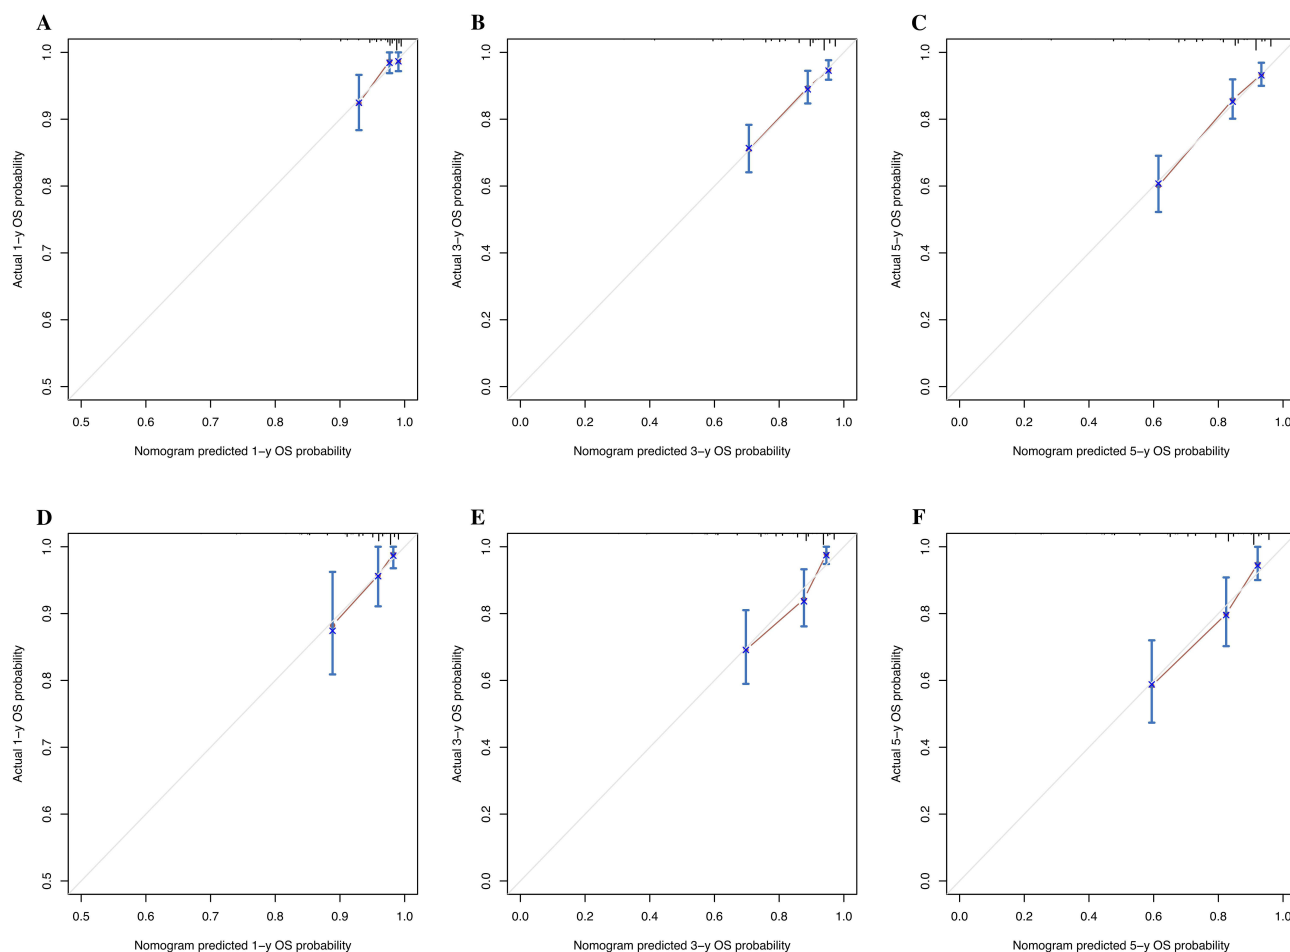 A
1.0
0.9
0.8
0.7
0.6
0.5
Actual 1−y OS probability
0.5 0.6 0.7 0.8 0.9 1.0
Nomogram predicted 1−y OS probability
B
1.0
0.8
0.6
0.4
0.2
0.0
Actual 3−y OS probability
0.0 0.2 0.4 0.6 0.8 1.0
Nomogram predicted 3−y OS probability
C
1.0
0.8
0.6
0.4
0.2
0.0
Actual 5−y OS probability
0.0 0.2 0.4 0.6 0.8 1.0
Nomogram predicted 5−y OS probability
D
1.0
0.9
0.8
0.7
0.6
0.5
Actual 1−y OS probability
0.5 0.6 0.7 0.8 0.9 1.0
Nomogram predicted 1−y OS probability
E
1.0
0.8
0.6
0.4
0.2
0.0
Actual 3−y OS probability
0.0 0.2 0.4 0.6 0.8 1.0
Nomogram predicted 3−y OS probability
F
1.0
0.8
0.6
0.4
0.2
0.0
Actual 5−y OS probability
0.0 0.2 0.4 0.6 0.8 1.0
Nomogram predicted 5−y OS probability